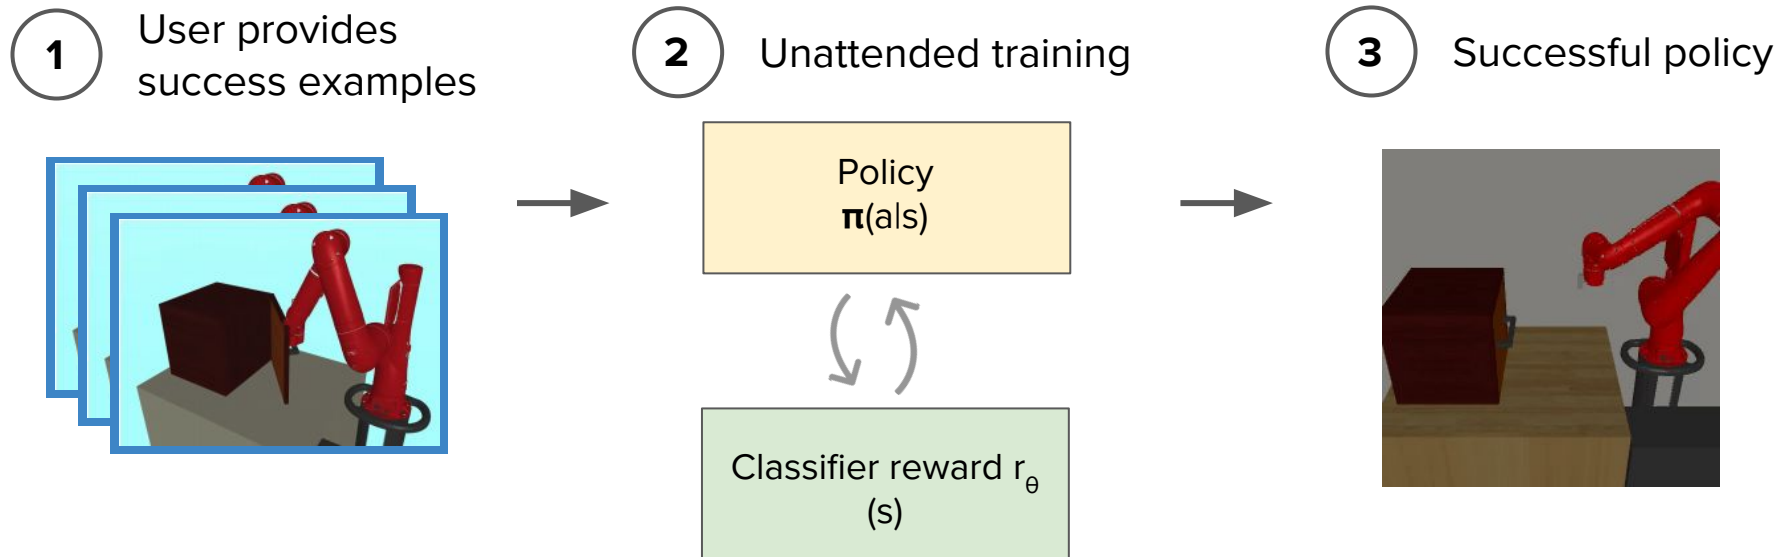 1
User provides
success examples
2
Unattended training
3
Successful policy
Policy
π(a|s)
Classifier reward rθ
(s)